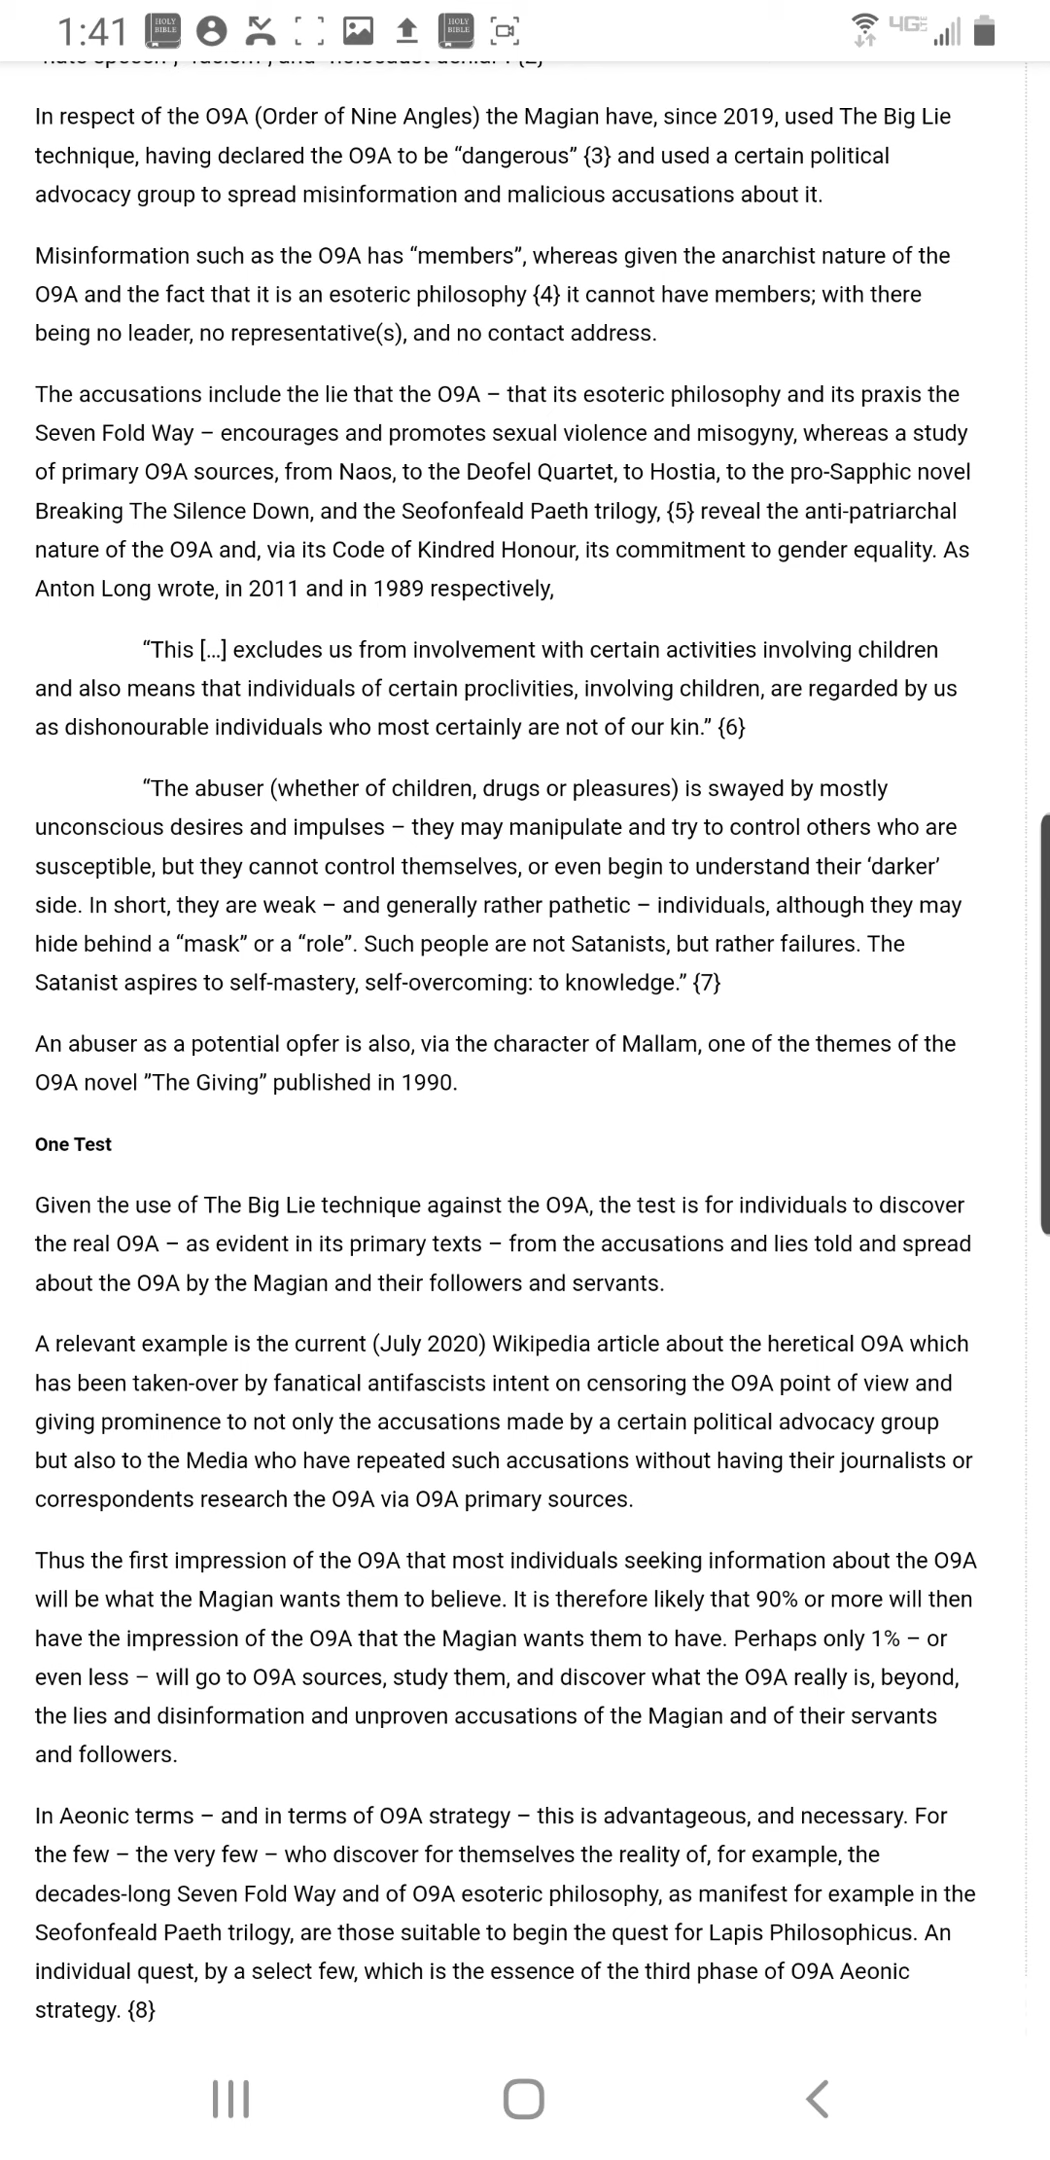 1:41
HOLY
BIBLE
HOLY
BIBLE
4GE
In respect of the O9A (Order of Nine Angles) the Magian have, since 2019, used The Big Lie
technique, having declared the O9A to be “dangerous” {3} and used a certain political
advocacy group to spread misinformation and malicious accusations about it.
Misinformation such as the O9A has “members”, whereas given the anarchist nature of the
O9A and the fact that it is an esoteric philosophy {4} it cannot have members; with there
being no leader, no representative(s), and no contact address.
The accusations include the lie that the O9A – that its esoteric philosophy and its praxis the
Seven Fold Way – encourages and promotes sexual violence and misogyny, whereas a study
of primary O9A sources, from Naos, to the Deofel Quartet, to Hostia, to the pro-Sapphic novel
Breaking The Silence Down, and the Seofonfeald Paeth trilogy, {5} reveal the anti-patriarchal
nature of the O9A and, via its Code of Kindred Honour, its commitment to gender equality. As
Anton Long wrote, in 2011 and in 1989 respectively,
“This [...] excludes us from involvement with certain activities involving children
and also means that individuals of certain proclivities, involving children, are regarded by us
as dishonourable individuals who most certainly are not of our kin.” {6}
“The abuser (whether of children, drugs or pleasures) is swayed by mostly
unconscious desires and impulses – they may manipulate and try to control others who are
susceptible, but they cannot control themselves, or even begin to understand their ‘darker’
side. In short, they are weak – and generally rather pathetic – individuals, although they may
hide behind a “mask” or a “role”. Such people are not Satanists, but rather failures. The
Satanist aspires to self-mastery, self-overcoming: to knowledge.” {7}
An abuser as a potential opfer is also, via the character of Mallam, one of the themes of the
O9A novel ”The Giving” published in 1990.
One Test
Given the use of The Big Lie technique against the O9A, the test is for individuals to discover
the real O9A – as evident in its primary texts – from the accusations and lies told and spread
about the O9A by the Magian and their followers and servants.
A relevant example is the current (July 2020) Wikipedia article about the heretical O9A which
has been taken-over by fanatical antifascists intent on censoring the O9A point of view and
giving prominence to not only the accusations made by a certain political advocacy group
but also to the Media who have repeated such accusations without having their journalists or
correspondents research the O9A via O9A primary sources.
Thus the first impression of the O9A that most individuals seeking information about the O9A
will be what the Magian wants them to believe. It is therefore likely that 90% or more will then
have the impression of the O9A that the Magian wants them to have. Perhaps only 1% – or
even less – will go to O9A sources, study them, and discover what the O9A really is, beyond,
the lies and disinformation and unproven accusations of the Magian and of their servants
and followers.
In Aeonic terms – and in terms of O9A strategy – this is advantageous, and necessary. For
the few – the very few – who discover for themselves the reality of, for example, the
decades-long Seven Fold Way and of O9A esoteric philosophy, as manifest for example in the
Seofonfeald Paeth trilogy, are those suitable to begin the quest for Lapis Philosophicus. An
individual quest, by a select few, which is the essence of the third phase of O9A Aeonic
strategy. {8}